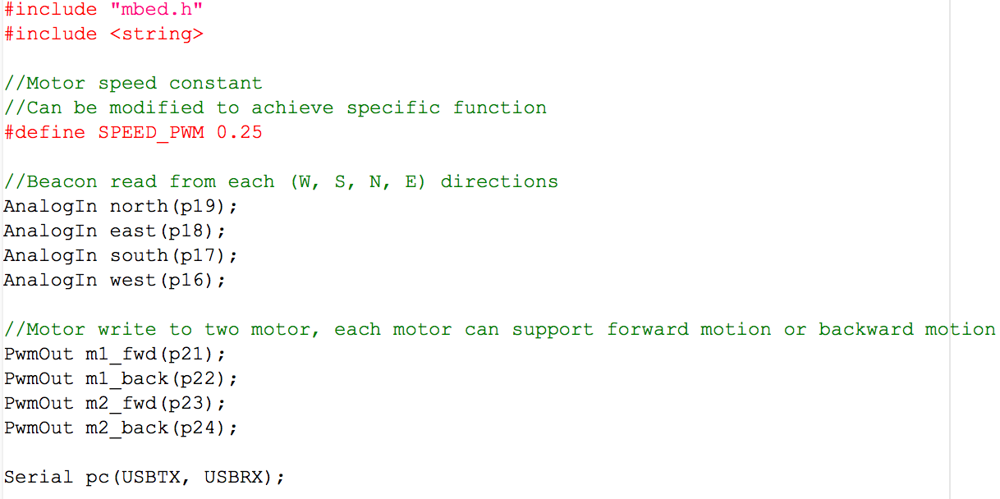 #include "mbed.h"
#include <string>
//Motor speed constant
//Can be modified to achieve specific function
#define SPEED_PWM 0.25
//Beacon read from each (W, S, N, E) directions
AnalogIn north(p19);
AnalogIn east(p18);
AnalogIn south(p17);
AnalogIn west(p16);
//Motor write to two motor, each motor can support forward motion or backward motion
PwmOut m1_fwd(p21);
PwmOut m1_back(p22);
PwmOut m2_fwd(p23);
PwmOut m2_back(p24);
Serial pc(USBTX, USBRX);